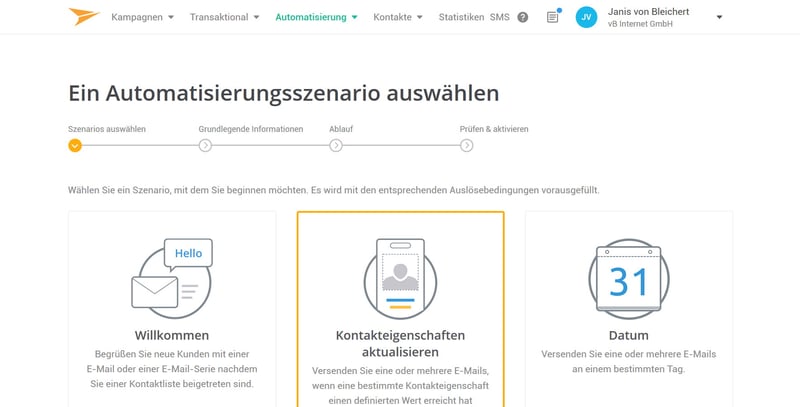 Kampagnen Transaktional Automatisierung Kontakte Statistiken SMS ? JV Janis von Bleichert
vB Internet GmbH
Ein Automatisierungsszenario auswählen
Szenarios auswählen Grundlegende Informationen Ablauf Prüfen & aktivieren
Wählen Sie ein Szenario, mit dem Sie beginnen möchten. Es wird mit den entsprechenden Auslösebedingungen vorausgefüllt.
Hello
Willkommen
Begrüßen Sie neue Kunden mit einer
E-Mail oder einer E-Mail-Serie nachdem
Sie einer Kontaktliste beigetreten sind.
Kontakteigenschaften
aktualisieren
Versenden Sie eine oder mehrere E-Mails,
wenn eine bestimmte Kontakteigenschaft
einen definierten Wert erreicht hat
31
Datum
Versenden Sie eine oder mehrere E-Mails
an einem bestimmten Tag.